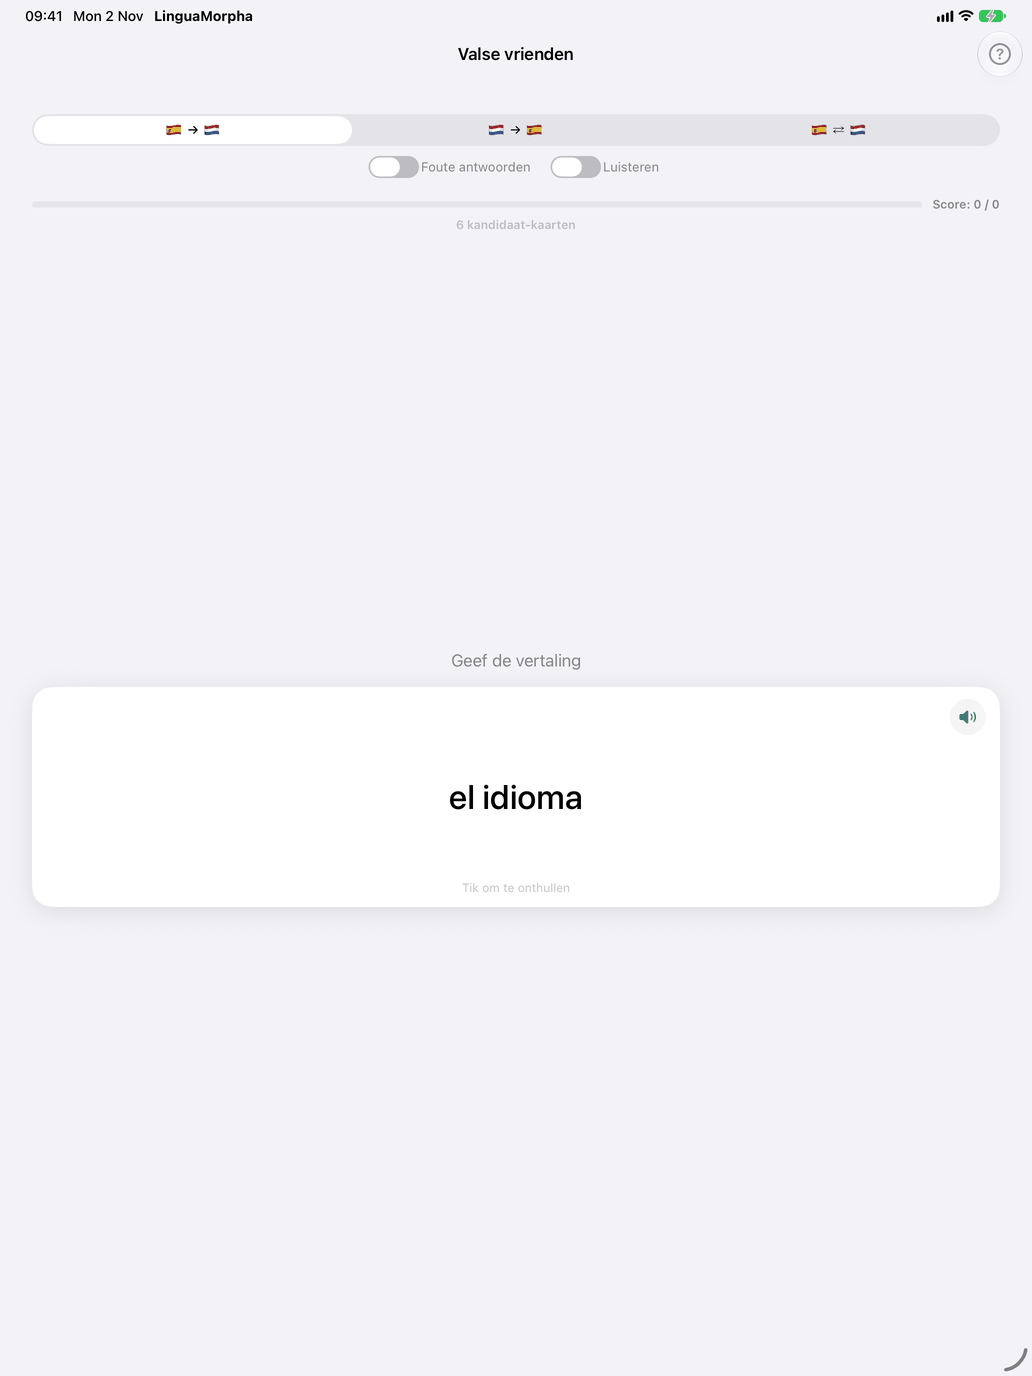 09:41 Mon 2 Nov LinguaMorpha
Valse vrienden
?
→
→
⇄
Foute antwoorden
Luisteren
Score: 0 / 0
6 kandidaat-kaarten
Geef de vertaling
el idioma
Tik om te onthullen